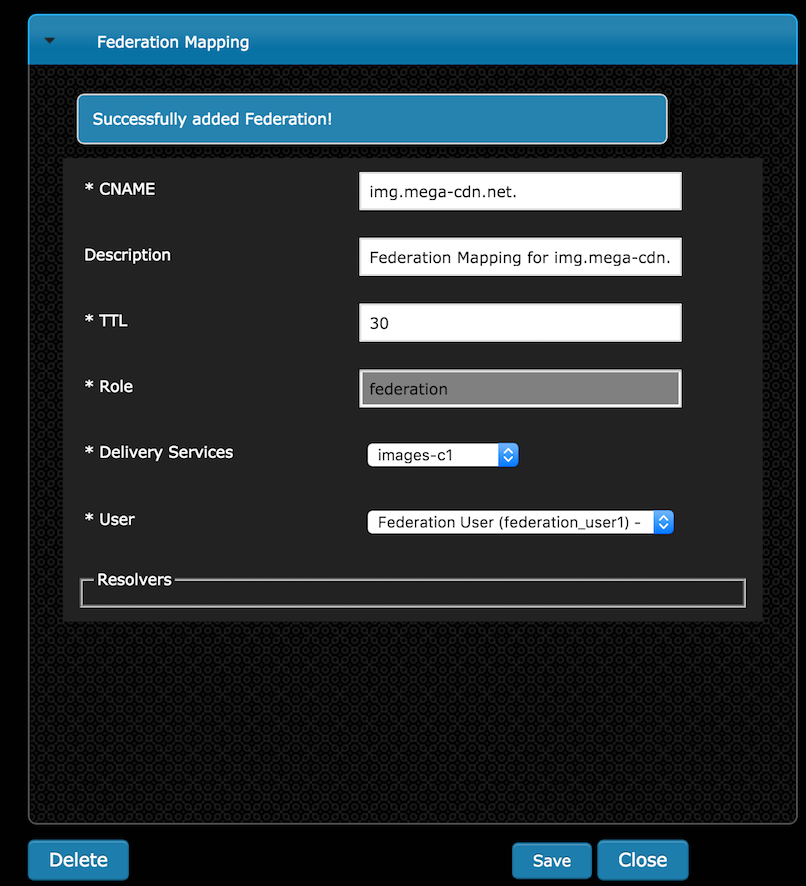 Federation Mapping
Successfully added Federation!
* CNAME
img.mega-cdn.net.
Description
Federation Mapping for img.mega-cdn.
* TTL
30
* Role
federation
* Delivery Services
images-c1
* User
Federation User (federation_user1) -
Resolvers
Delete
Save
Close